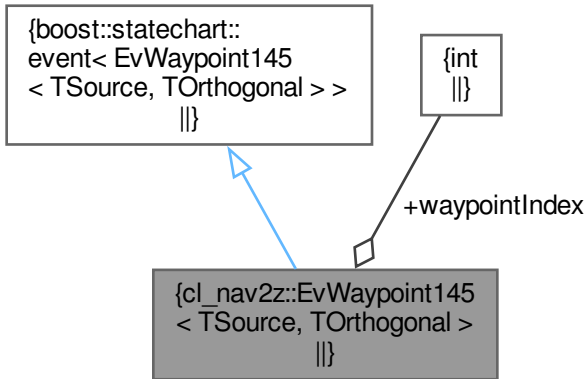 {boost::statechart::
event< EvWaypoint145
< TSource, TOrthogonal > >
||}
{int
||}
+waypointIndex
{cl_nav2z::EvWaypoint145
< TSource, TOrthogonal >
||}